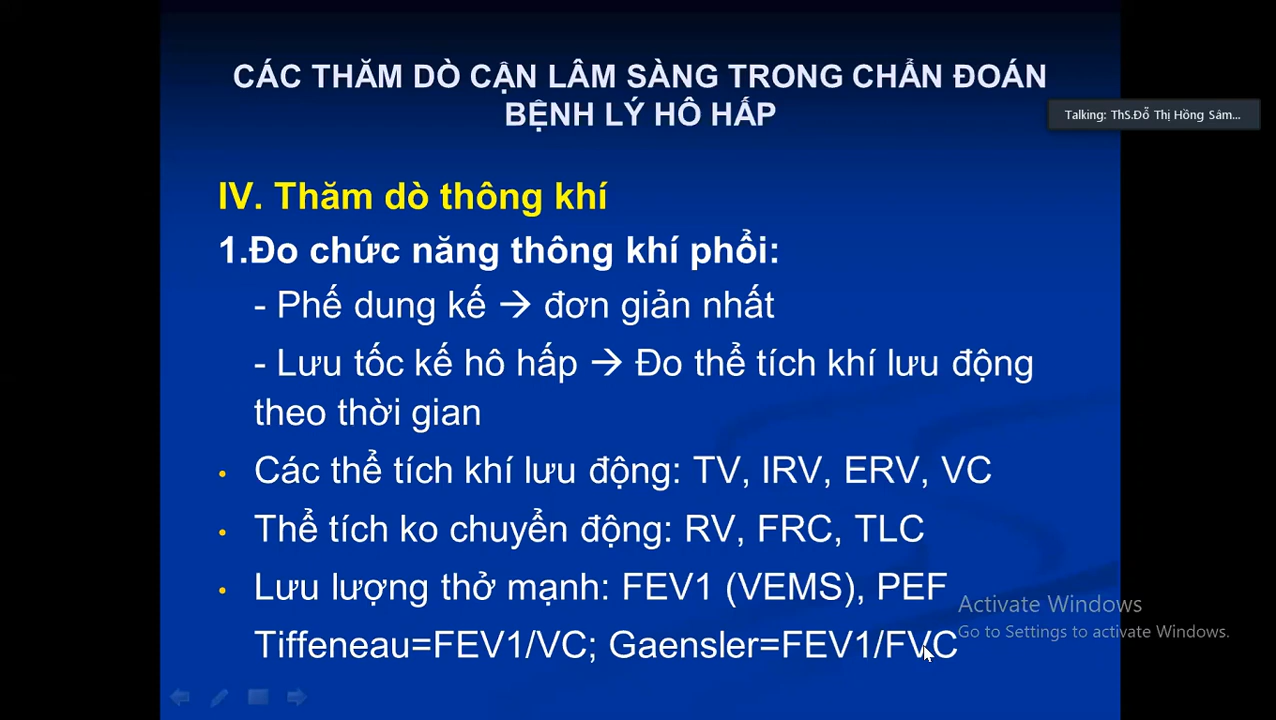 CÁC THĂM DÒ CẬN LÂM SÀNG TRONG CHẨN ĐOÁN
BỆNH LÝ HÔ HẤP
Talking: ThS.Đỗ Thị Hồng Sâm...
IV. Thăm dò thông khí
1.Đo chức năng thông khí phổi:
- Phế dung kế → đơn giản nhất
- Lưu tốc kế hô hấp → Đo thể tích khí lưu động
theo thời gian
• Các thể tích khí lưu động: TV, IRV, ERV, VC
• Thể tích ko chuyển động: RV, FRC, TLC
• Lưu lượng thở mạnh: FEV1 (VEMS), PEF
Tiffeneau=FEV1/VC; Gaensler=FEV1/FVC
Activate Windows
Go to Settings to activate Windows.